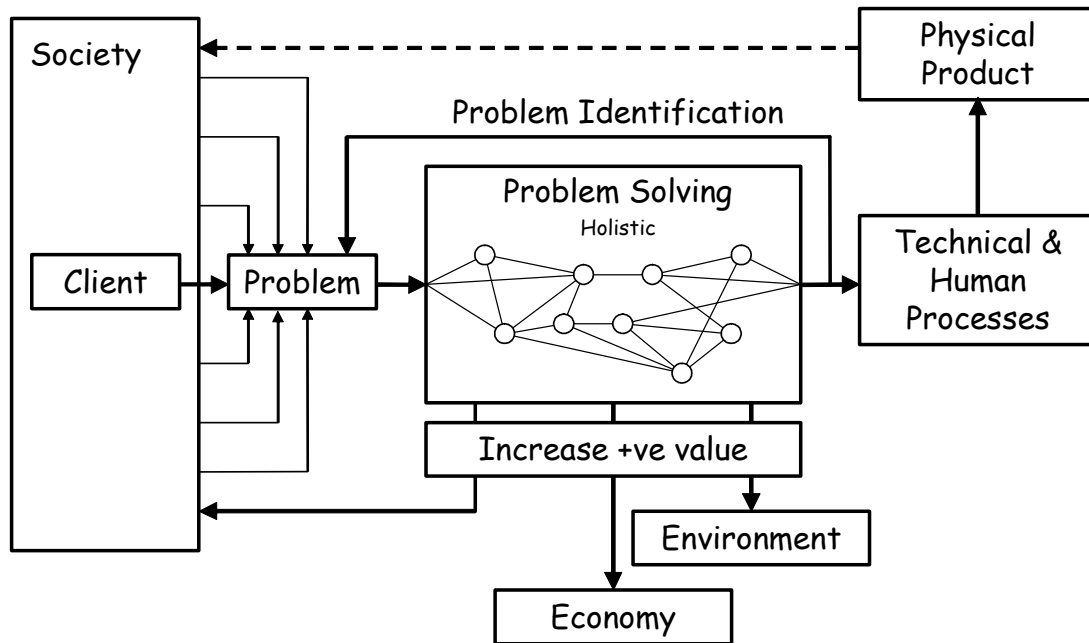 Society
Physical
Product
Problem Identification
Problem Solving
Holistic
Client
Problem
Technical &
Human
Processes
Increase +ve value
Environment
Economy